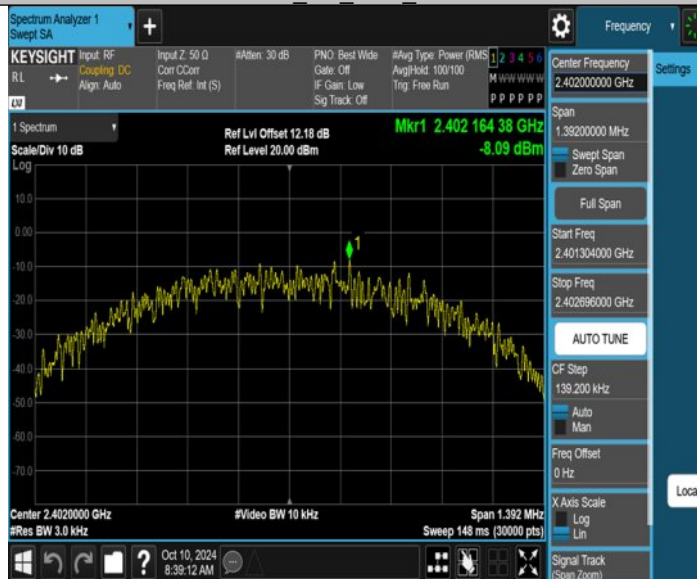 Spectrum Analyzer 1
Swept SA
+
Frequency
KEYSIGHT
RL
LXI
Input: RF
Coupling: DC
Align: Auto
Input Z: 50 Ω
Corr CCorr
Freq Ref: Int (S)
#Atten: 30 dB
PNO: Best Wide
Gate: Off
IF Gain: Low
Sig Track: Off
#Avg Type: Power (RMS
Avg|Hold: 100/100
Trig: Free Run
1 2 3 4 5 6
M W W W W W
P P P P P P
1 Spectrum
Scale/Div 10 dB
Log
Ref Lvl Offset 12.18 dB
Ref Level 20.00 dBm
Mkr1 2.402 164 38 GHz
-8.09 dBm
10.0
0.00
-10.0
-20.0
-30.0
-40.0
-50.0
-60.0
-70.0
1
Center 2.4020000 GHz
#Res BW 3.0 kHz
#Video BW 10 kHz
Span 1.392 MHz
Sweep 148 ms (30000 pts)
Center Frequency
2.402000000 GHz
Settings
Span
1.39200000 MHz
Swept Span
Zero Span
Full Span
Start Freq
2.401304000 GHz
Stop Freq
2.402696000 GHz
AUTO TUNE
CF Step
139.200 kHz
Auto
Man
Freq Offset
0 Hz
X Axis Scale
Log
Lin
Signal Track
(Span Zoom)
Loca
?
Oct 10, 2024
8:39:12 AM